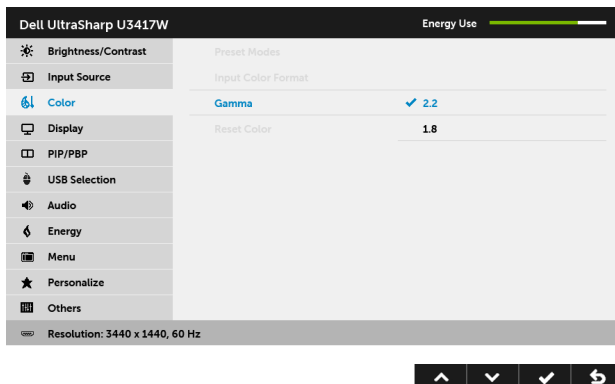 Dell UltraSharp U3417W Energy Use
Brightness/Contrast Preset Modes
Input Source Input Color Format
Color Gamma 2.2
Display Reset Color 1.8
PIP/PBP
USB Selection
Audio
Energy
Menu
Personalize
Others
Resolution: 3440 x 1440, 60 Hz